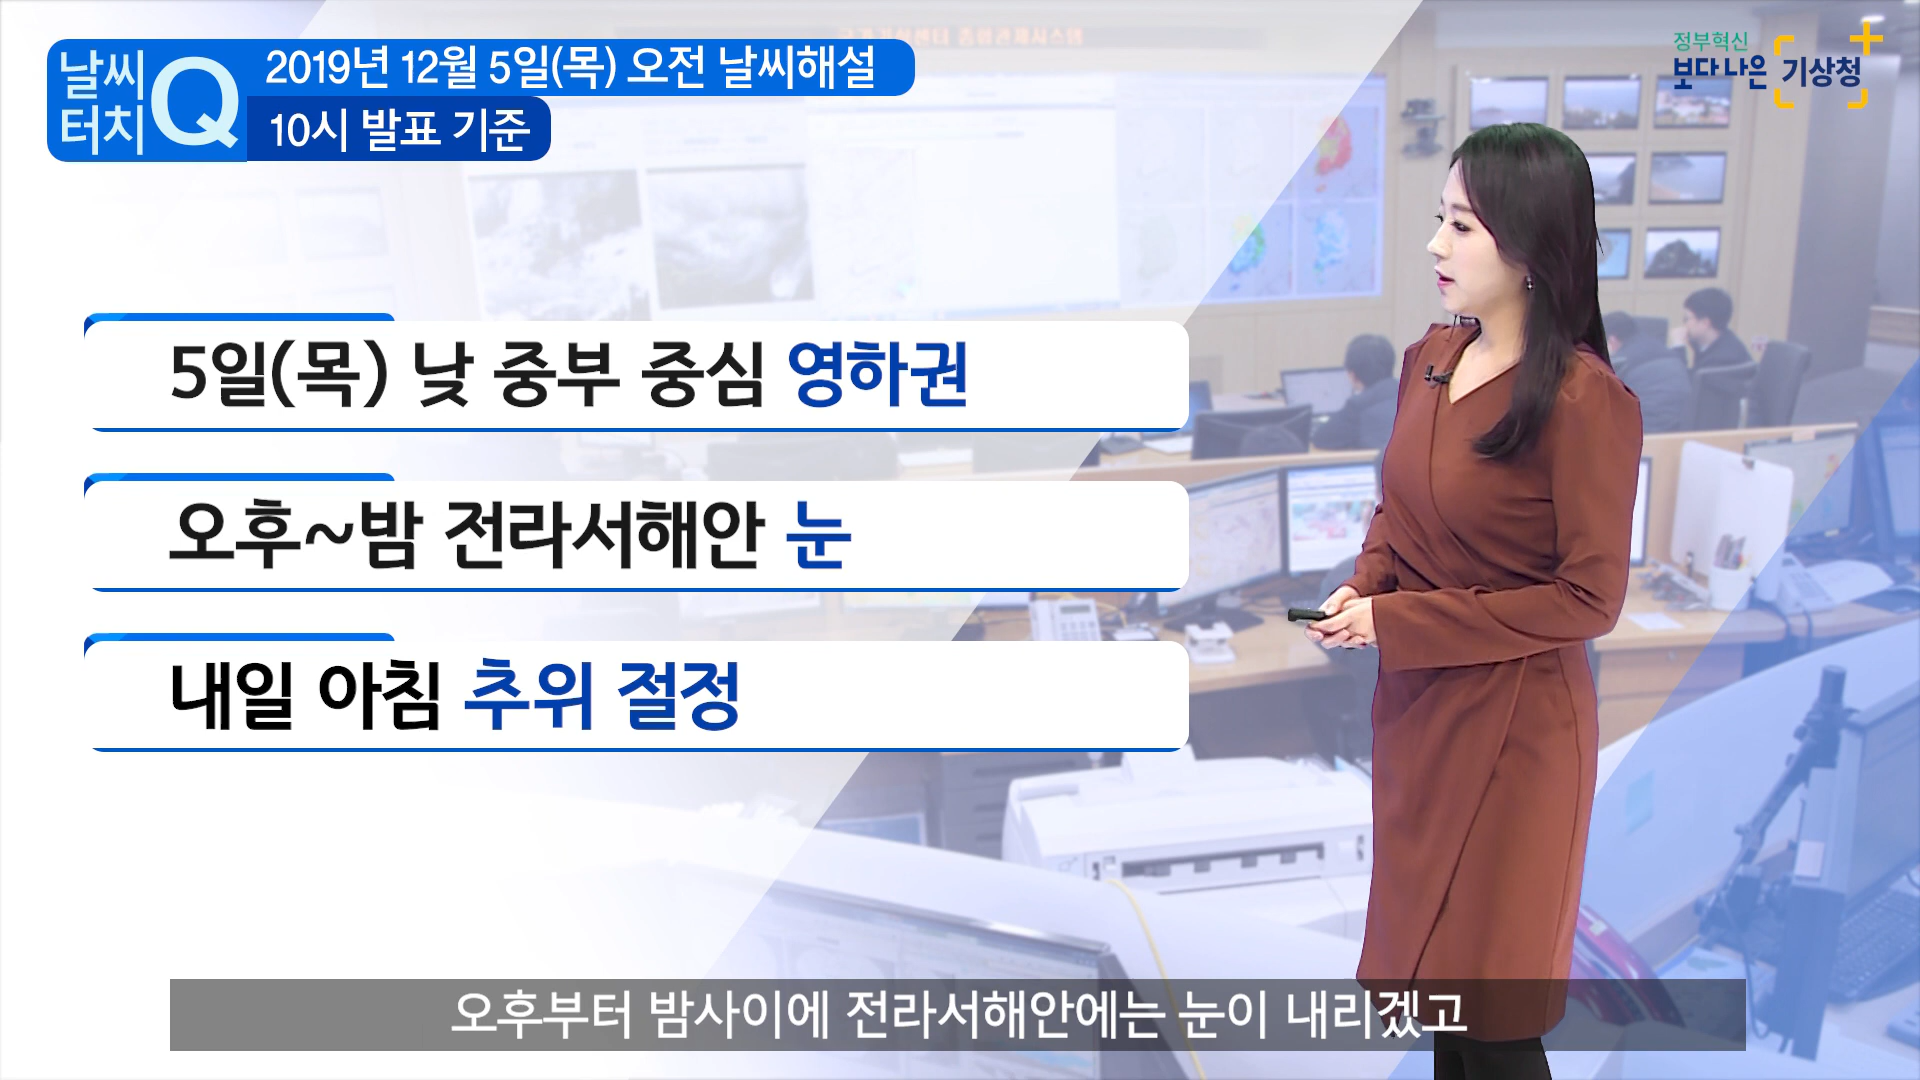 날씨
터치
Q
2019년 12월 5일(목) 오전 날씨해설
10시 발표 기준
정부혁신
보다나은 기상청
5일(목) 낮 중부 중심 영하권
오후~밤 전라서해안 눈
내일 아침 추위 절정
오후부터 밤사이에 전라서해안에는 눈이 내리겠고